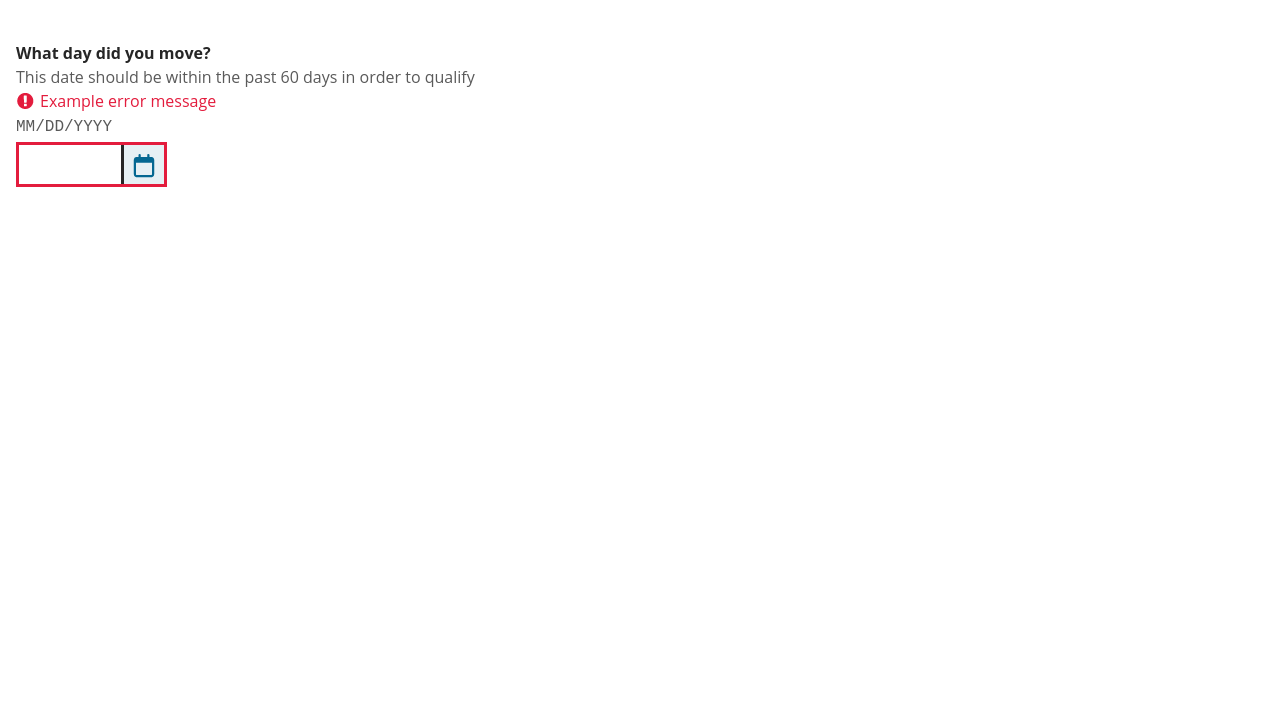 What day did you move?
This date should be within the past 60 days in order to qualify
Example error message
MM/DD/YYYY